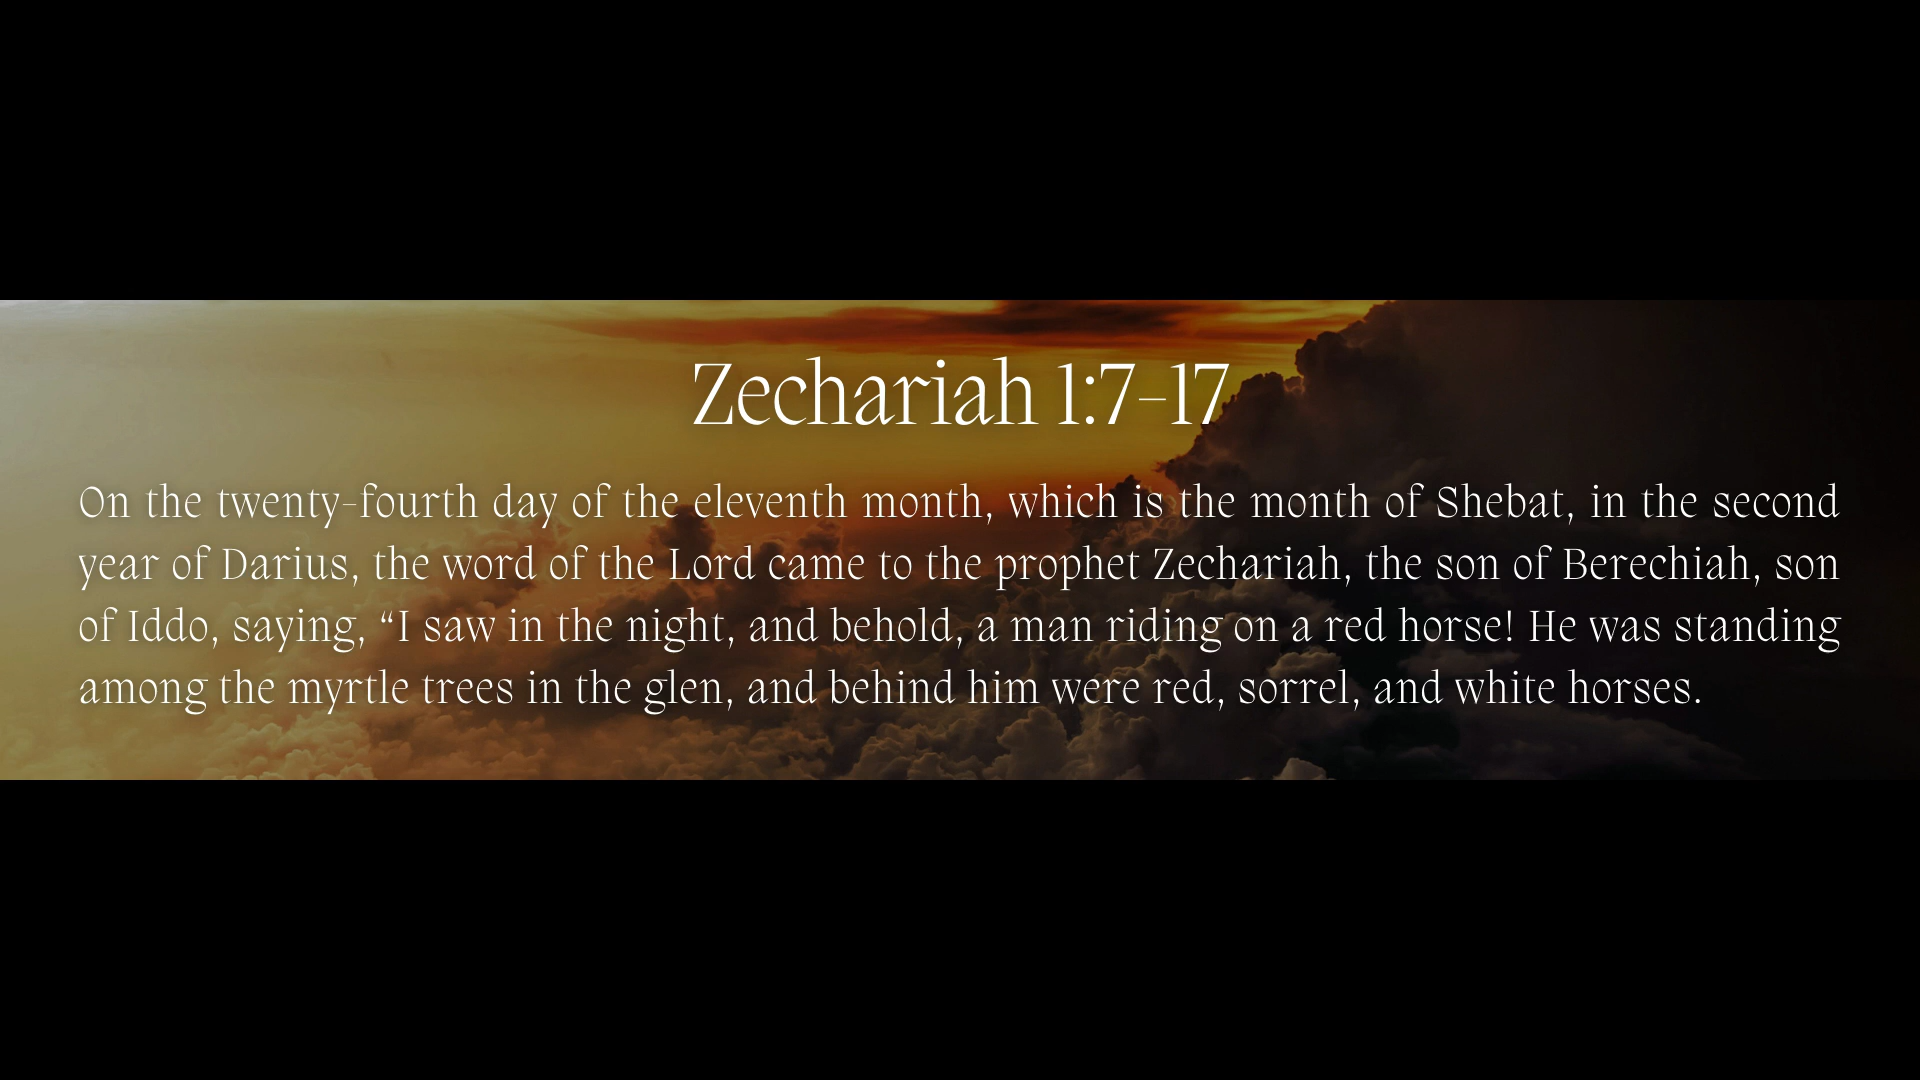 Zechariah 1:7–17
On the twenty-fourth day of the eleventh month, which is the month of Shebat, in the second
year of Darius, the word of the Lord came to the prophet Zechariah, the son of Berechiah, son
of Iddo, saying, “I saw in the night, and behold, a man riding on a red horse! He was standing
among the myrtle trees in the glen, and behind him were red, sorrel, and white horses.